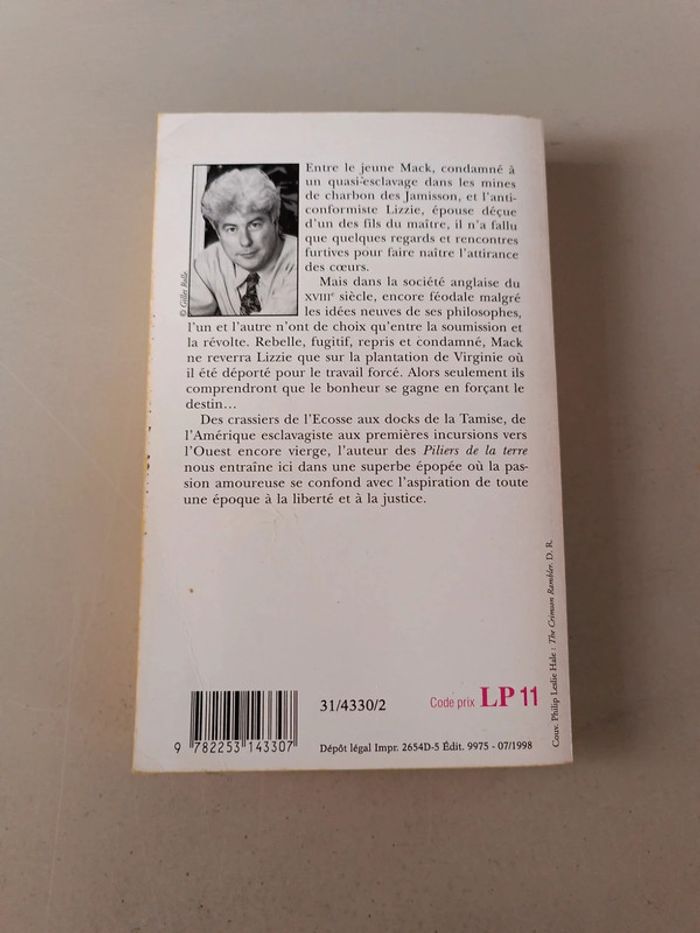 Entre le jeune Mack, condamné à
un quasi-esclavage dans les mines
de charbon des Jamisson, et l'anti-
conformiste Lizzie, épouse déçue
d'un des fils du maître, il n'a fallu
que quelques regards et rencontres
furtives pour faire naître l'attirance
des cœurs.
Mais dans la société anglaise du
XVIIIe siècle, encore féodale malgré
les idées neuves de ses philosophes,
l'un et l'autre n'ont de choix qu'entre la soumission et
la révolte. Rebelle, fugitif, repris et condamné, Mack
ne reverra Lizzie que sur la plantation de Virginie où
il été déporté pour le travail forcé. Alors seulement ils
comprendront que le bonheur se gagne en forçant le
destin...
Des crassiers de l'Ecosse aux docks de la Tamise, de
l'Amérique esclavagiste aux premières incursions vers
l'Ouest encore vierge, l'auteur des Piliers de la terre
nous entraîne ici dans une superbe épopée où la pas-
sion amoureuse se confond avec l'aspiration de toute
une époque à la liberté et à la justice.
© Gilles Rolle
31/4330/2
Code prix LP 11
9 782253 143307
Dépôt légal Impr. 2654D-5 Édit. 9975 - 07/1998
Couv. Philip Leslie Hale : The Crimson Rambler. D. R.